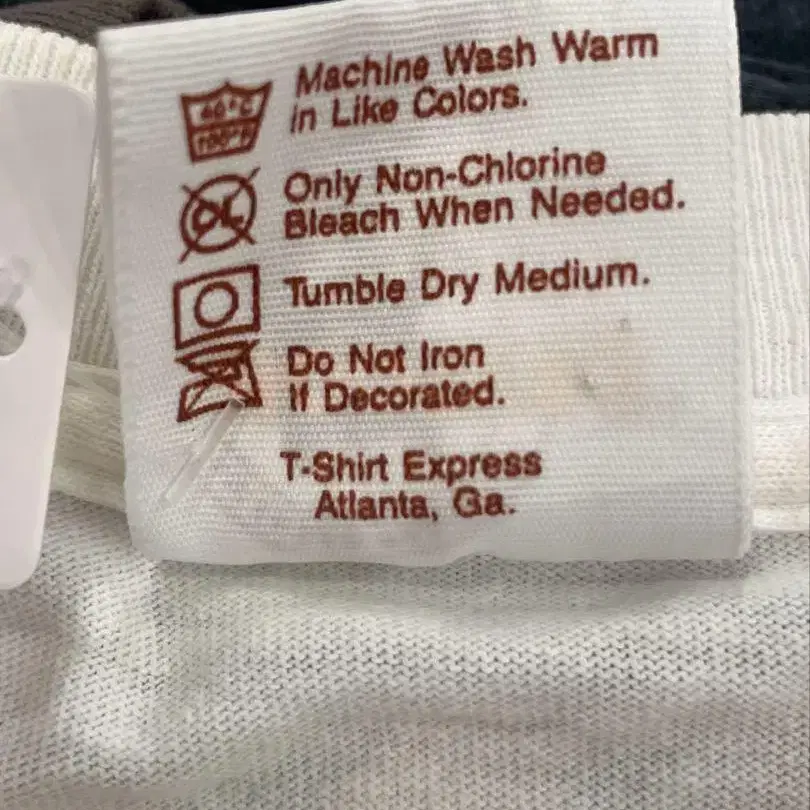 Machine Wash Warm
in Like Colors.
Only Non-Chlorine
Bleach When Needed.
Tumble Dry Medium.
Do Not Iron
If Decorated.
T-Shirt Express
Atlanta, Ga.